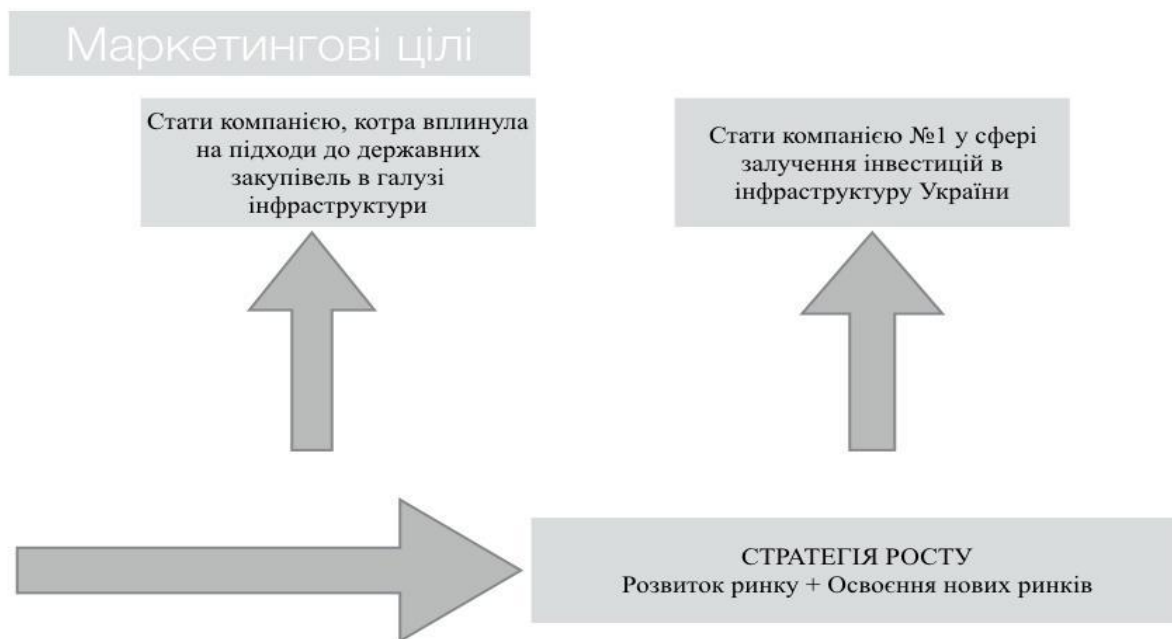 Маркетингові цілі
Стати компанією, котра вплинула
на підходи до державних
закупівель в галузі
інфраструктури
Стати компанією №1 у сфері
залучення інвестицій в
інфраструктуру України
СТРАТЕГІЯ РОСТУ
Розвиток ринку + Освоєння нових ринків